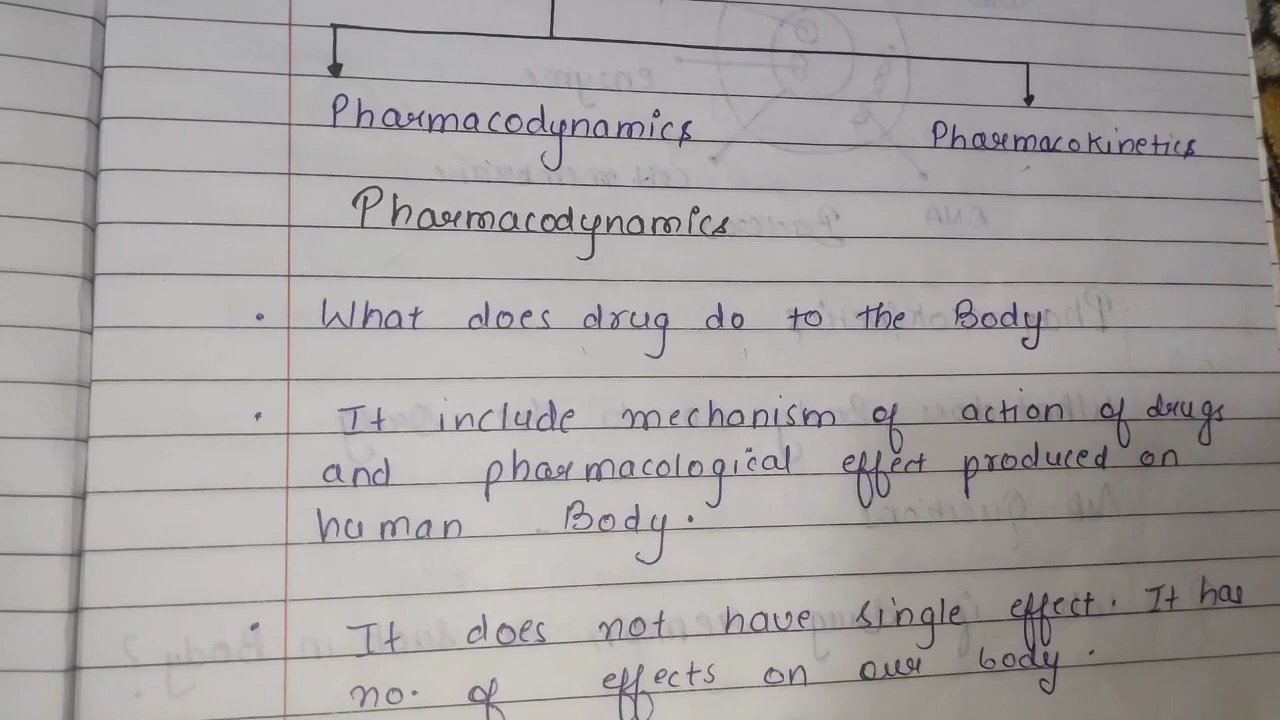 Pharmacodynamics Pharmacokinetics
Pharmacodynamics
• What does drug do to the Body
• It include mechanism of action of drugs
and pharmacological effect produced on
human Body.
• It does not have single effect. It has
no. of effects on our body.